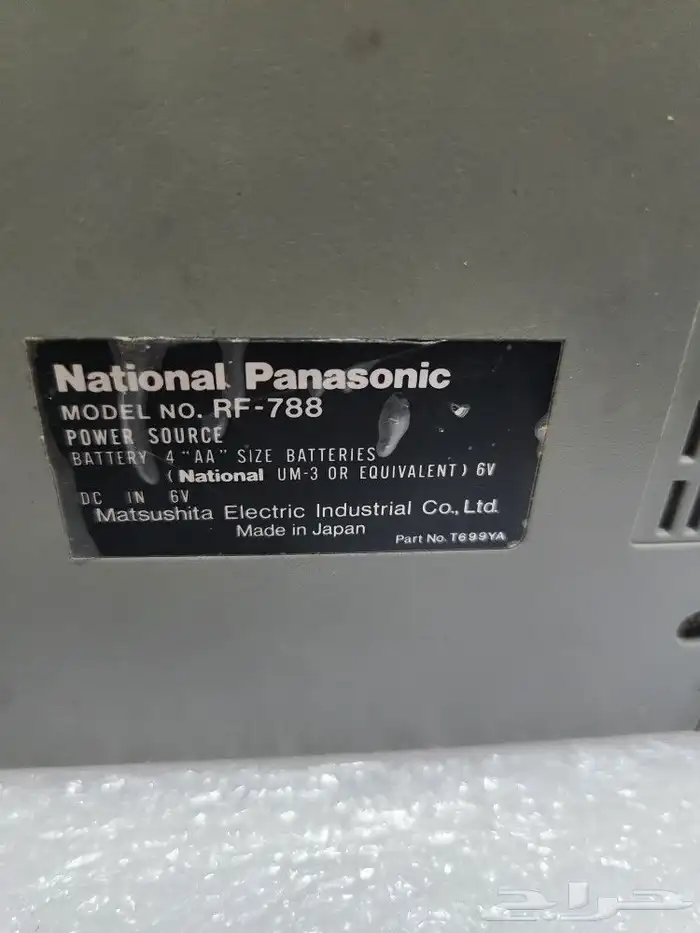 National Panasonic
MODEL NO. RF-788
POWER SOURCE
BATTERY 4 "AA" SIZE BATTERIES
(National UM-3 OR EQUIVALENT) 6V
DC IN 6V
Matsushita Electric Industrial Co., Ltd.
Made in Japan
Part No. T699YA
حراج